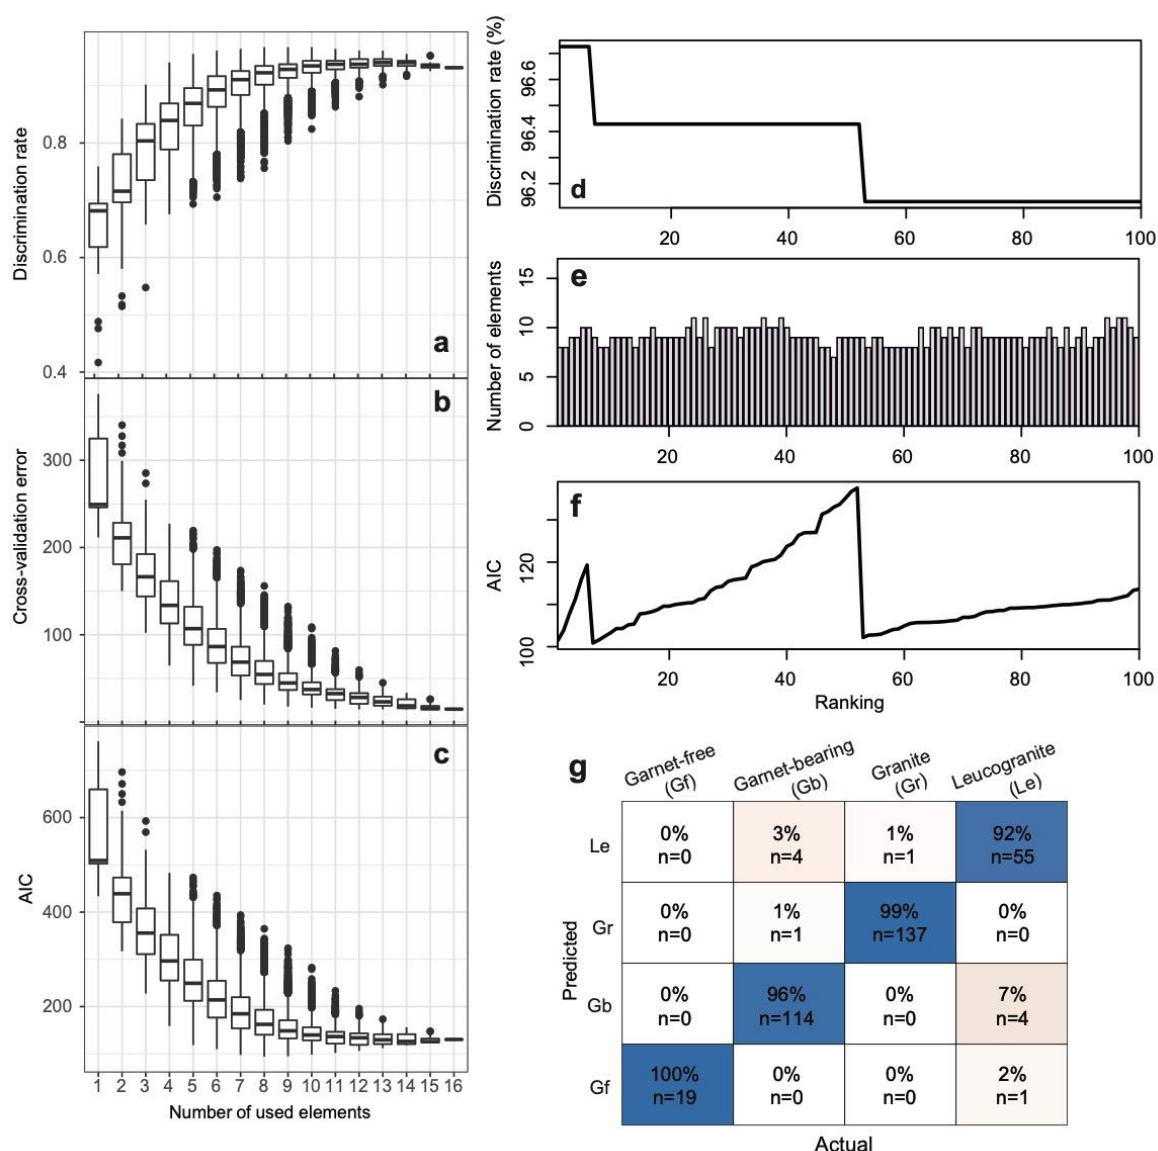 Discrimination rate
0.8
0.6
0.4
a
Cross-validation error
300
200
100
b
AIC
600
400
200
c
1 2 3 4 5 6 7 8 9 10 11 12 13 14 15 16
Number of used elements
Discrimination rate (%)
96.6
96.4
96.2
d
20 40 60 80 100
Number of elements
15
10
5
0
e
20 40 60 80 100
AIC
120
100
f
20 40 60 80 100
Ranking
g
Garnet-free
(Gf)
Garnet-bearing
(Gb)
Granite
(Gr)
Leucogranite
(Le)
Predicted
Le
0% 3% 1% 92%
n=0 n=4 n=1 n=55
Gr
0% 1% 99% 0%
n=0 n=1 n=137 n=0
Gb
0% 96% 0% 7%
n=0 n=114 n=0 n=4
Gf
100% 0% 0% 2%
n=19 n=0 n=0 n=1
Actual